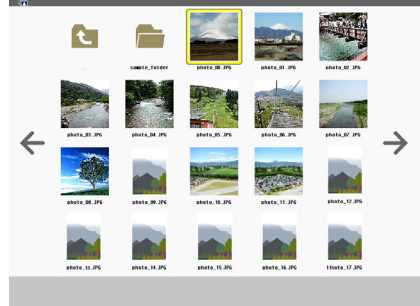 ..
sample_folder
photo_00.JPG
photo_01.JPG
photo_02.JPG
photo_03.JPG
photo_04.JPG
photo_05.JPG
photo_06.JPG
photo_07.JPG
photo_08.JPG
photo_09.JPG
photo_10.JPG
photo_11.JPG
photo_12.JPG
photo_13.JPG
photo_14.JPG
photo_15.JPG
photo_16.JPG